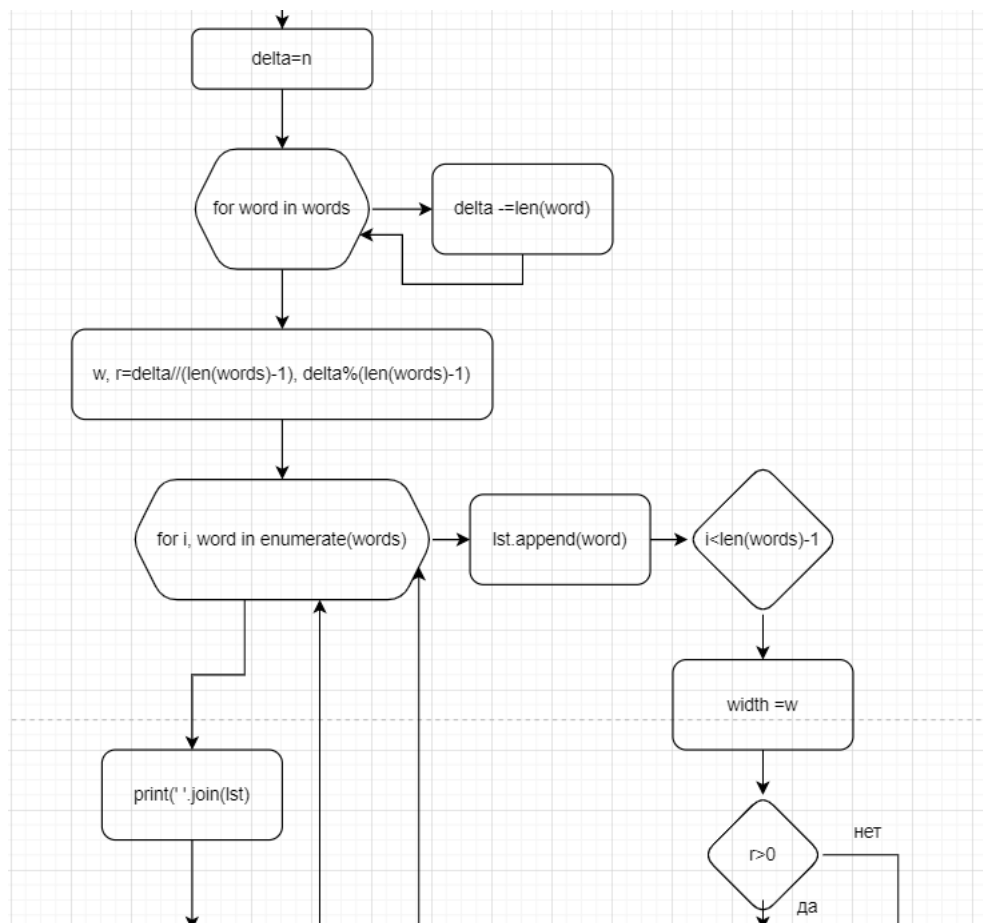 delta=n
for word in words
delta -=len(word)
w, r=delta//(len(words)-1), delta%(len(words)-1)
for i, word in enumerate(words)
lst.append(word)
i<len(words)-1
width =w
print(' '.join(lst)
нет
r>0
да